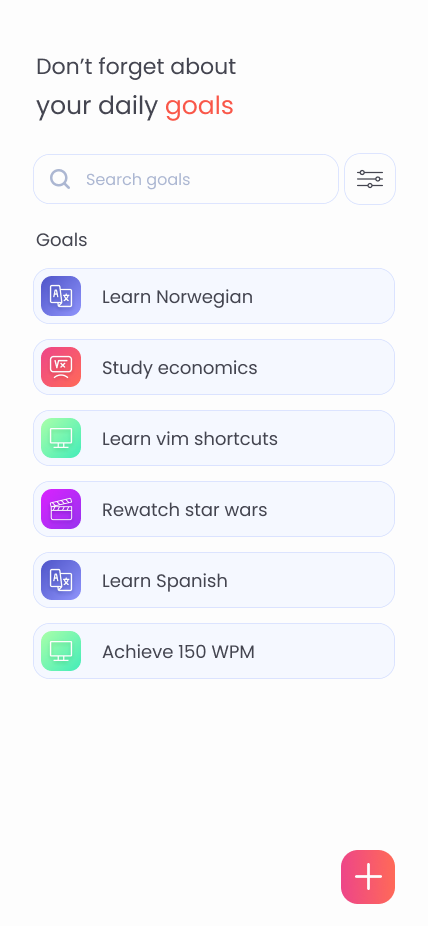 Don't forget about
your daily goals
Search goals
Goals
Learn Norwegian
Study economics
Learn vim shortcuts
Rewatch star wars
Learn Spanish
Achieve 150 WPM